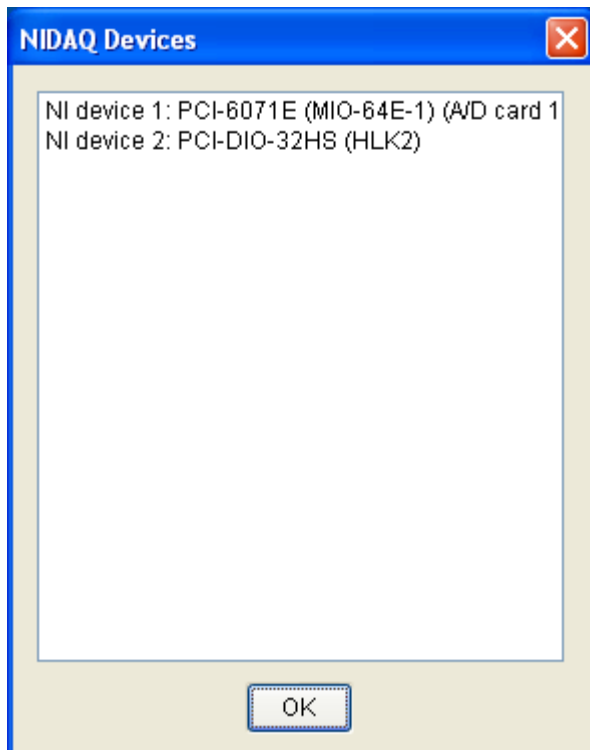 NIDAQ Devices
NI device 1: PCI-6071E (MIO-64E-1) (A/D card 1
NI device 2: PCI-DIO-32HS (HLK2)
OK